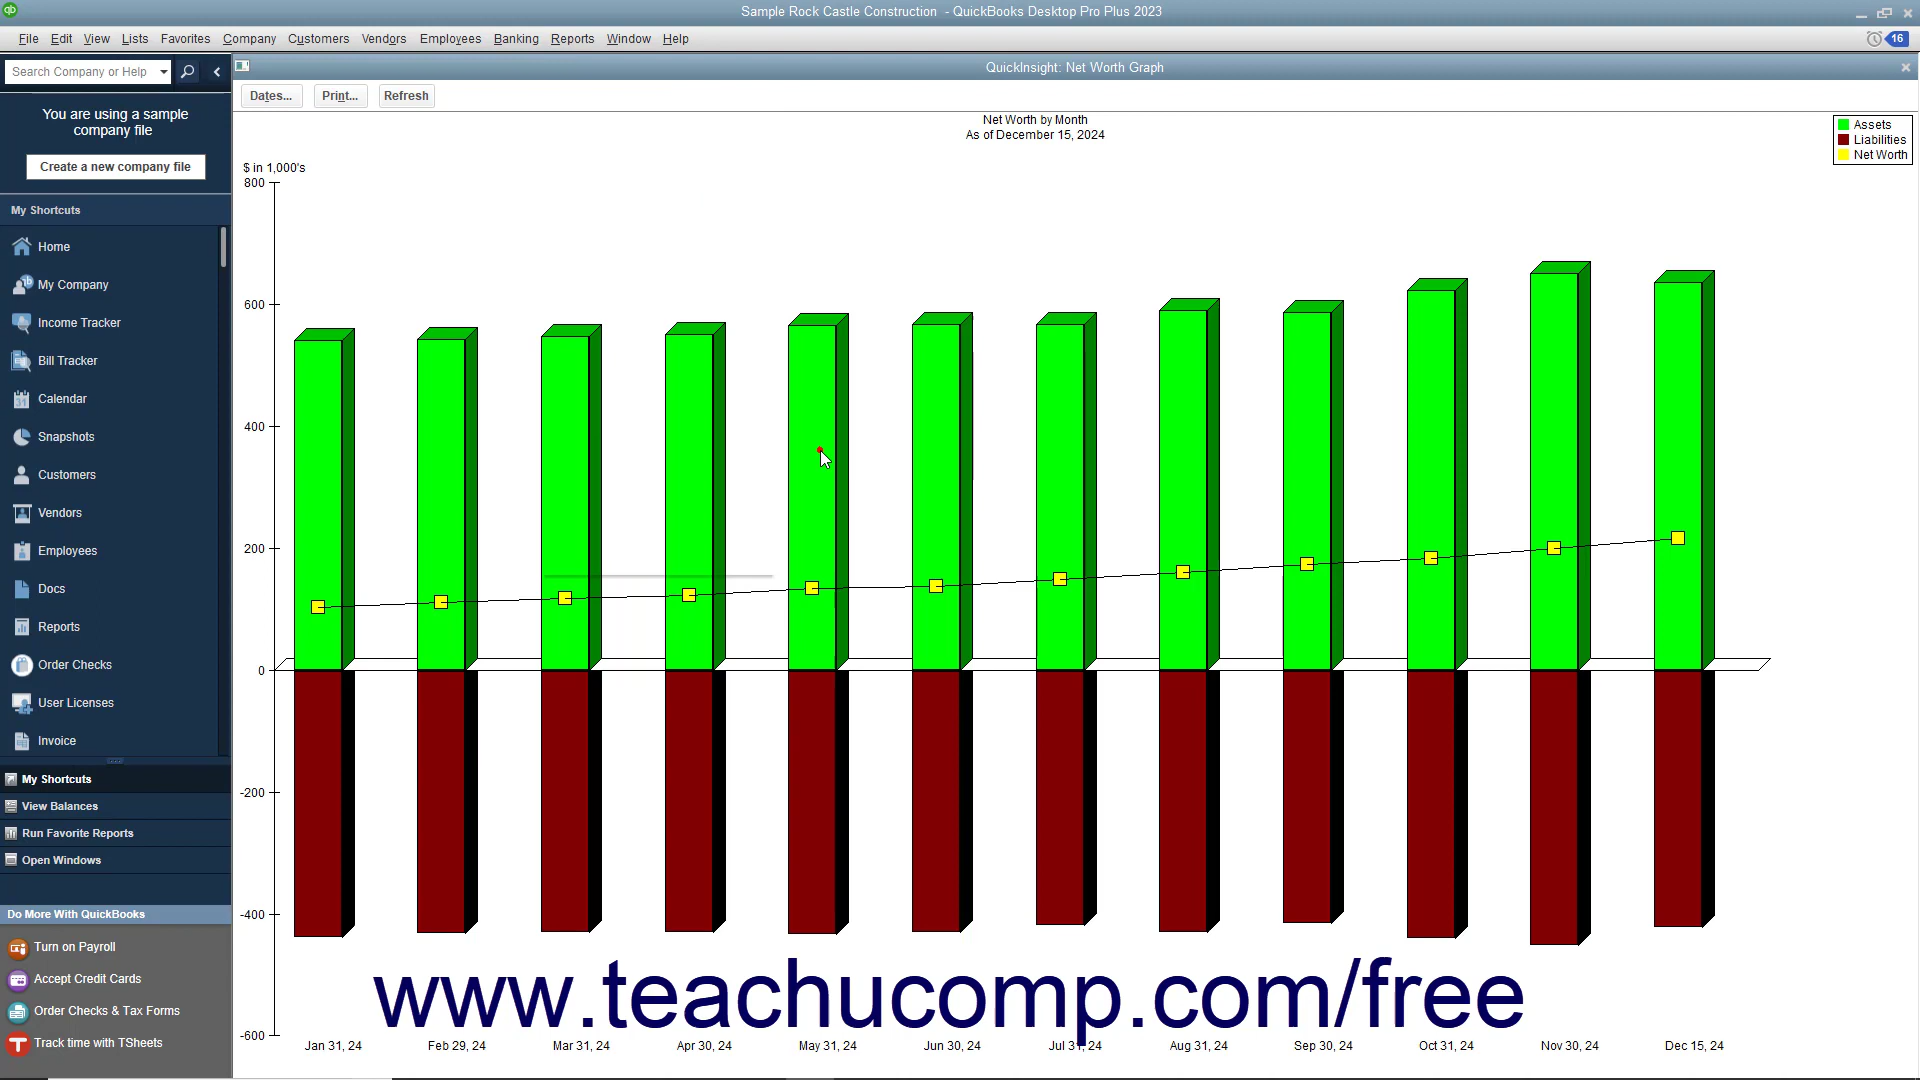 Sample Rock Castle Construction - QuickBooks Desktop Pro Plus 2023
File Edit View Lists Favorites Company Customers Vendors Employees Banking Reports Window Help
16
Search Company or Help
QuickInsight: Net Worth Graph
Dates... Print... Refresh
You are using a sample
company file
Create a new company file
My Shortcuts
Home
My Company
Income Tracker
Bill Tracker
Calendar
Snapshots
Customers
Vendors
Employees
Docs
Reports
Order Checks
User Licenses
Invoice
My Shortcuts
View Balances
Run Favorite Reports
Open Windows
Do More With QuickBooks
Turn on Payroll
Accept Credit Cards
Order Checks & Tax Forms
Track time with TSheets
Net Worth by Month
As of December 15, 2024
Assets
Liabilities
Net Worth
$ in 1,000's
800
600
400
200
0
-200
-400
-600
Jan 31, 24 Feb 29, 24 Mar 31, 24 Apr 30, 24 May 31, 24 Jun 30, 24 Jul 31, 24 Aug 31, 24 Sep 30, 24 Oct 31, 24 Nov 30, 24 Dec 15, 24
www.teachucomp.com/free